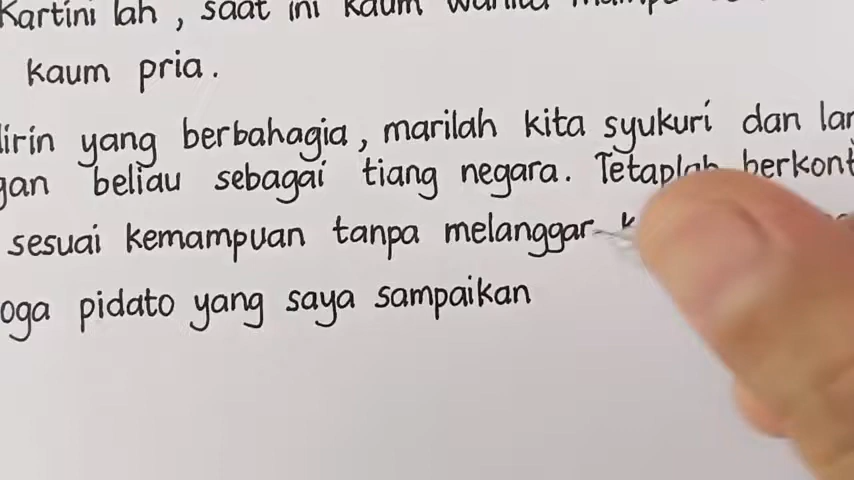 Kartini lah, saat ini kaum wanita
kaum pria.
yang berbahagia, marilah kita syukuri dan
beliau sebagai tiang negara. Tetaplah
sesuai kemampuan tanpa melanggar
pidato yang saya sampaikan